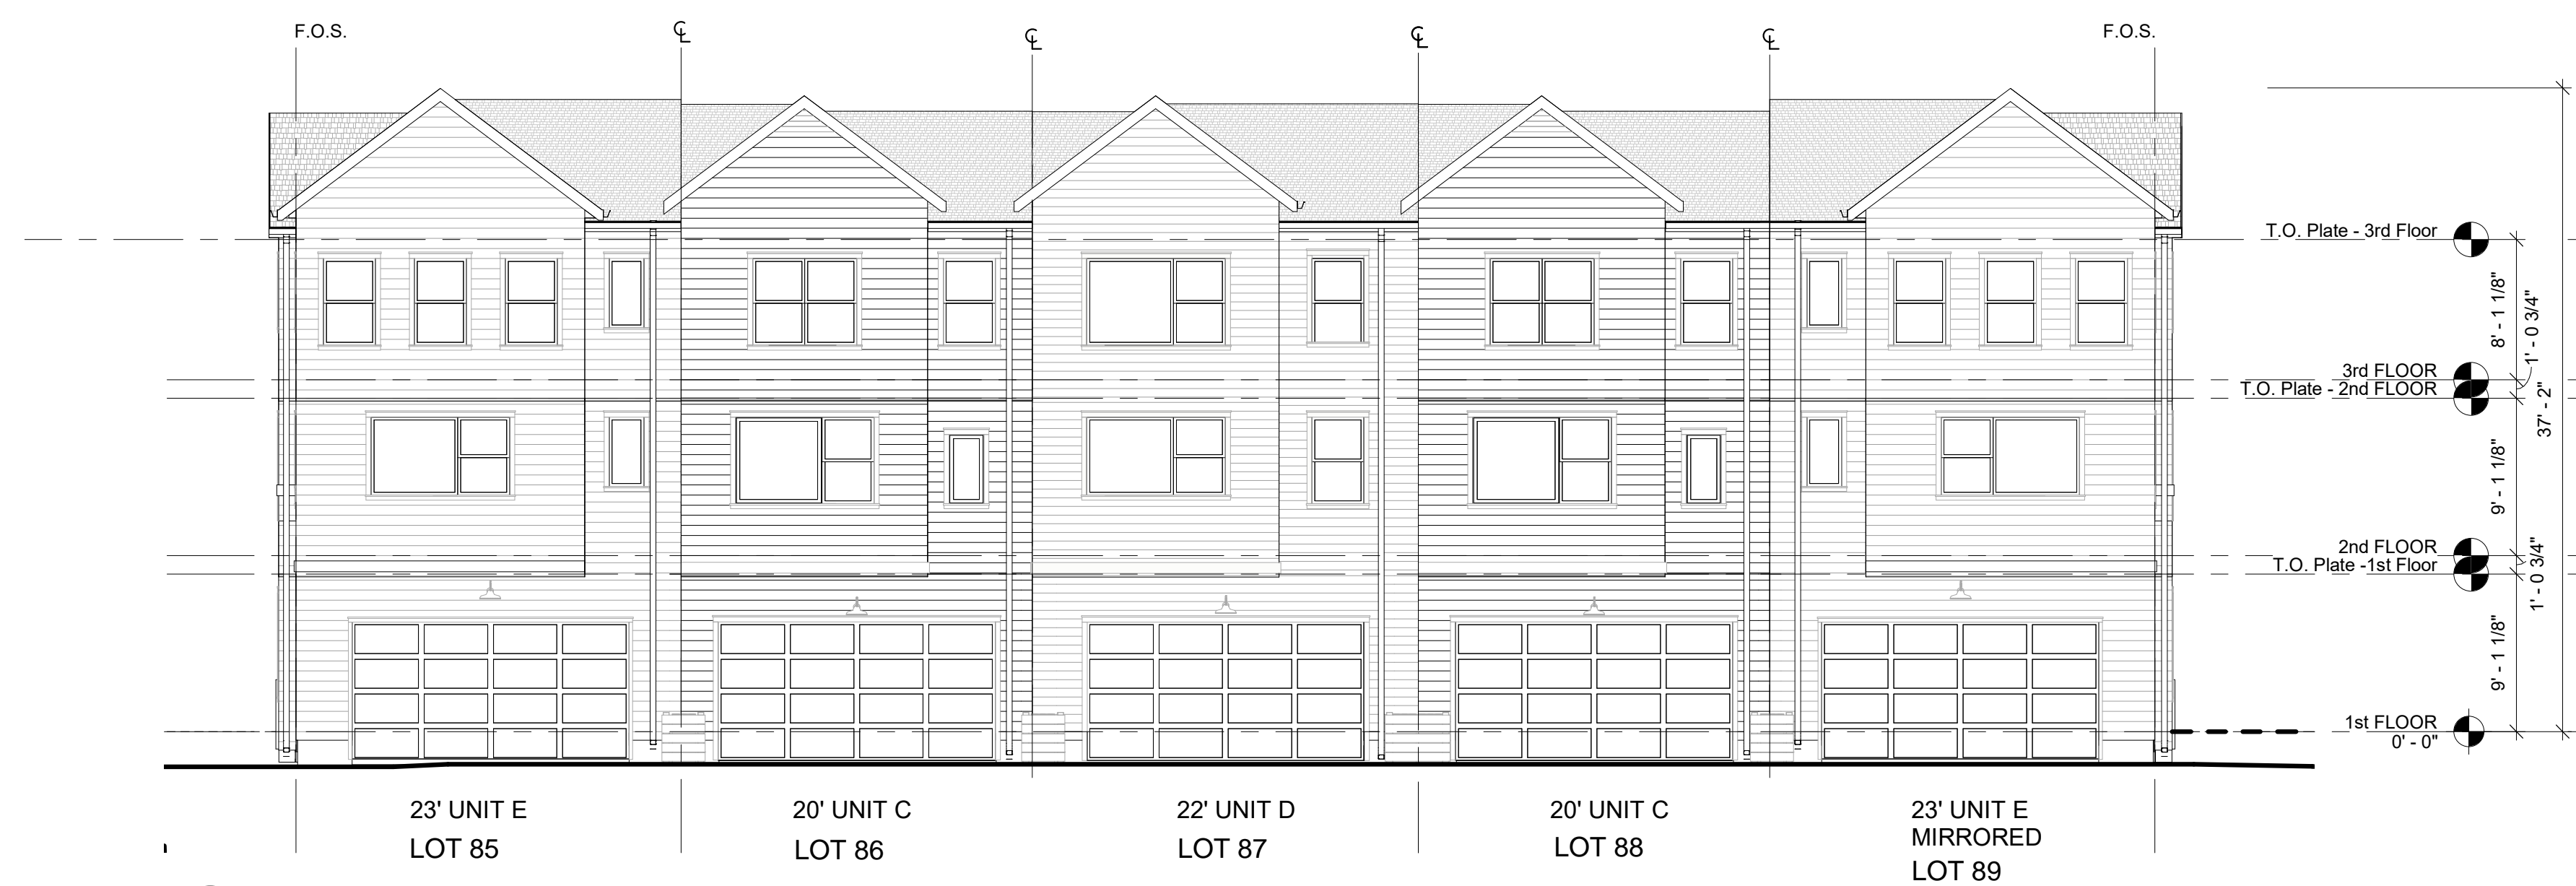 F.O.S.
℄
℄
℄
℄
F.O.S.
T.O. Plate - 3rd Floor
8' - 1 1/8"
1' - 0 3/4"
3rd FLOOR
T.O. Plate - 2nd FLOOR
37' - 2"
9' - 1 1/8"
2nd FLOOR
T.O. Plate -1st Floor
1' - 0 3/4"
9' - 1 1/8"
1st FLOOR
0' - 0"
23' UNIT E
LOT 85
20' UNIT C
LOT 86
22' UNIT D
LOT 87
20' UNIT C
LOT 88
23' UNIT E
MIRRORED
LOT 89